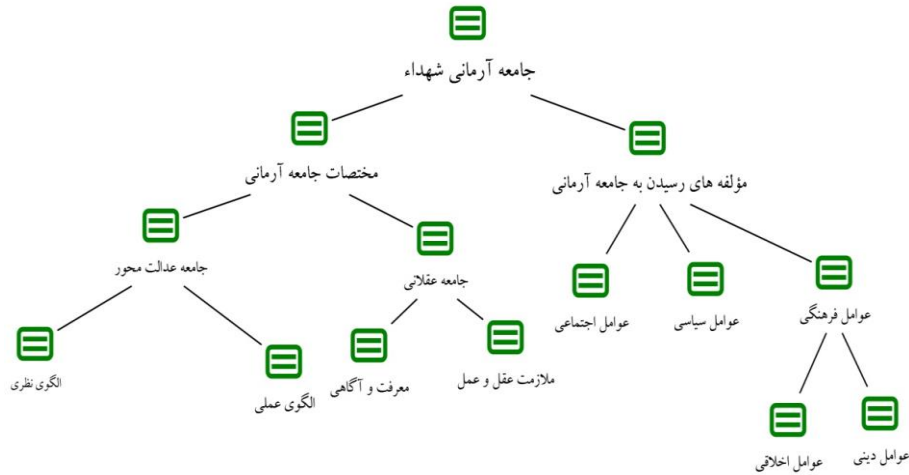 جامعه آرمانی شهداء
مختصات جامعه آرمانی
مؤلفه های رسیدن به جامعه آرمانی
جامعه عدالت محور
جامعه عقلانی
عوامل اجتماعی
عوامل سیاسی
عوامل فرهنگی
الگوی نظری
الگوی عملی
معرفت و آگاهی
ملازمت عقل و عمل
عوامل اخلاقی
عوامل دینی